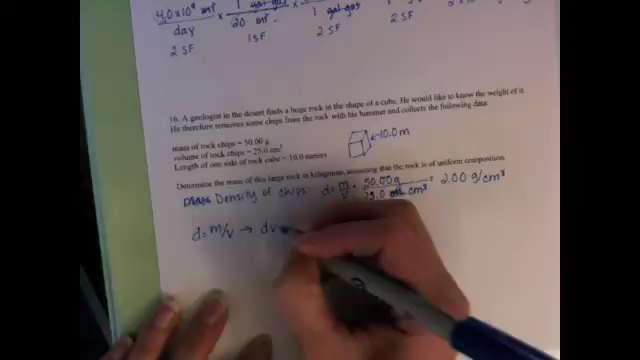 4.0 x 10⁸ mi / day x 1 gal gas / 20 mi x
1 gal gas
2 SF 1 SF 2 SF 2 SF
16. A geologist in the desert finds a huge rock in the shape of a cube. He would like to know the weight of it.
He therefore removes some chips from the rock with his hammer and collects the following data:
mass of rock chips = 50.00 g
volume of rock chips = 25.0 cm³
Length of one side of rock cube = 10.0 meters
10.0 m
Determine the mass of this large rock in kilograms, assuming that the rock is of uniform composition.
Density of chips: d = m/v = 50.00 g / 25.0 cm³ = 2.00 g/cm³
d = m/v → dv